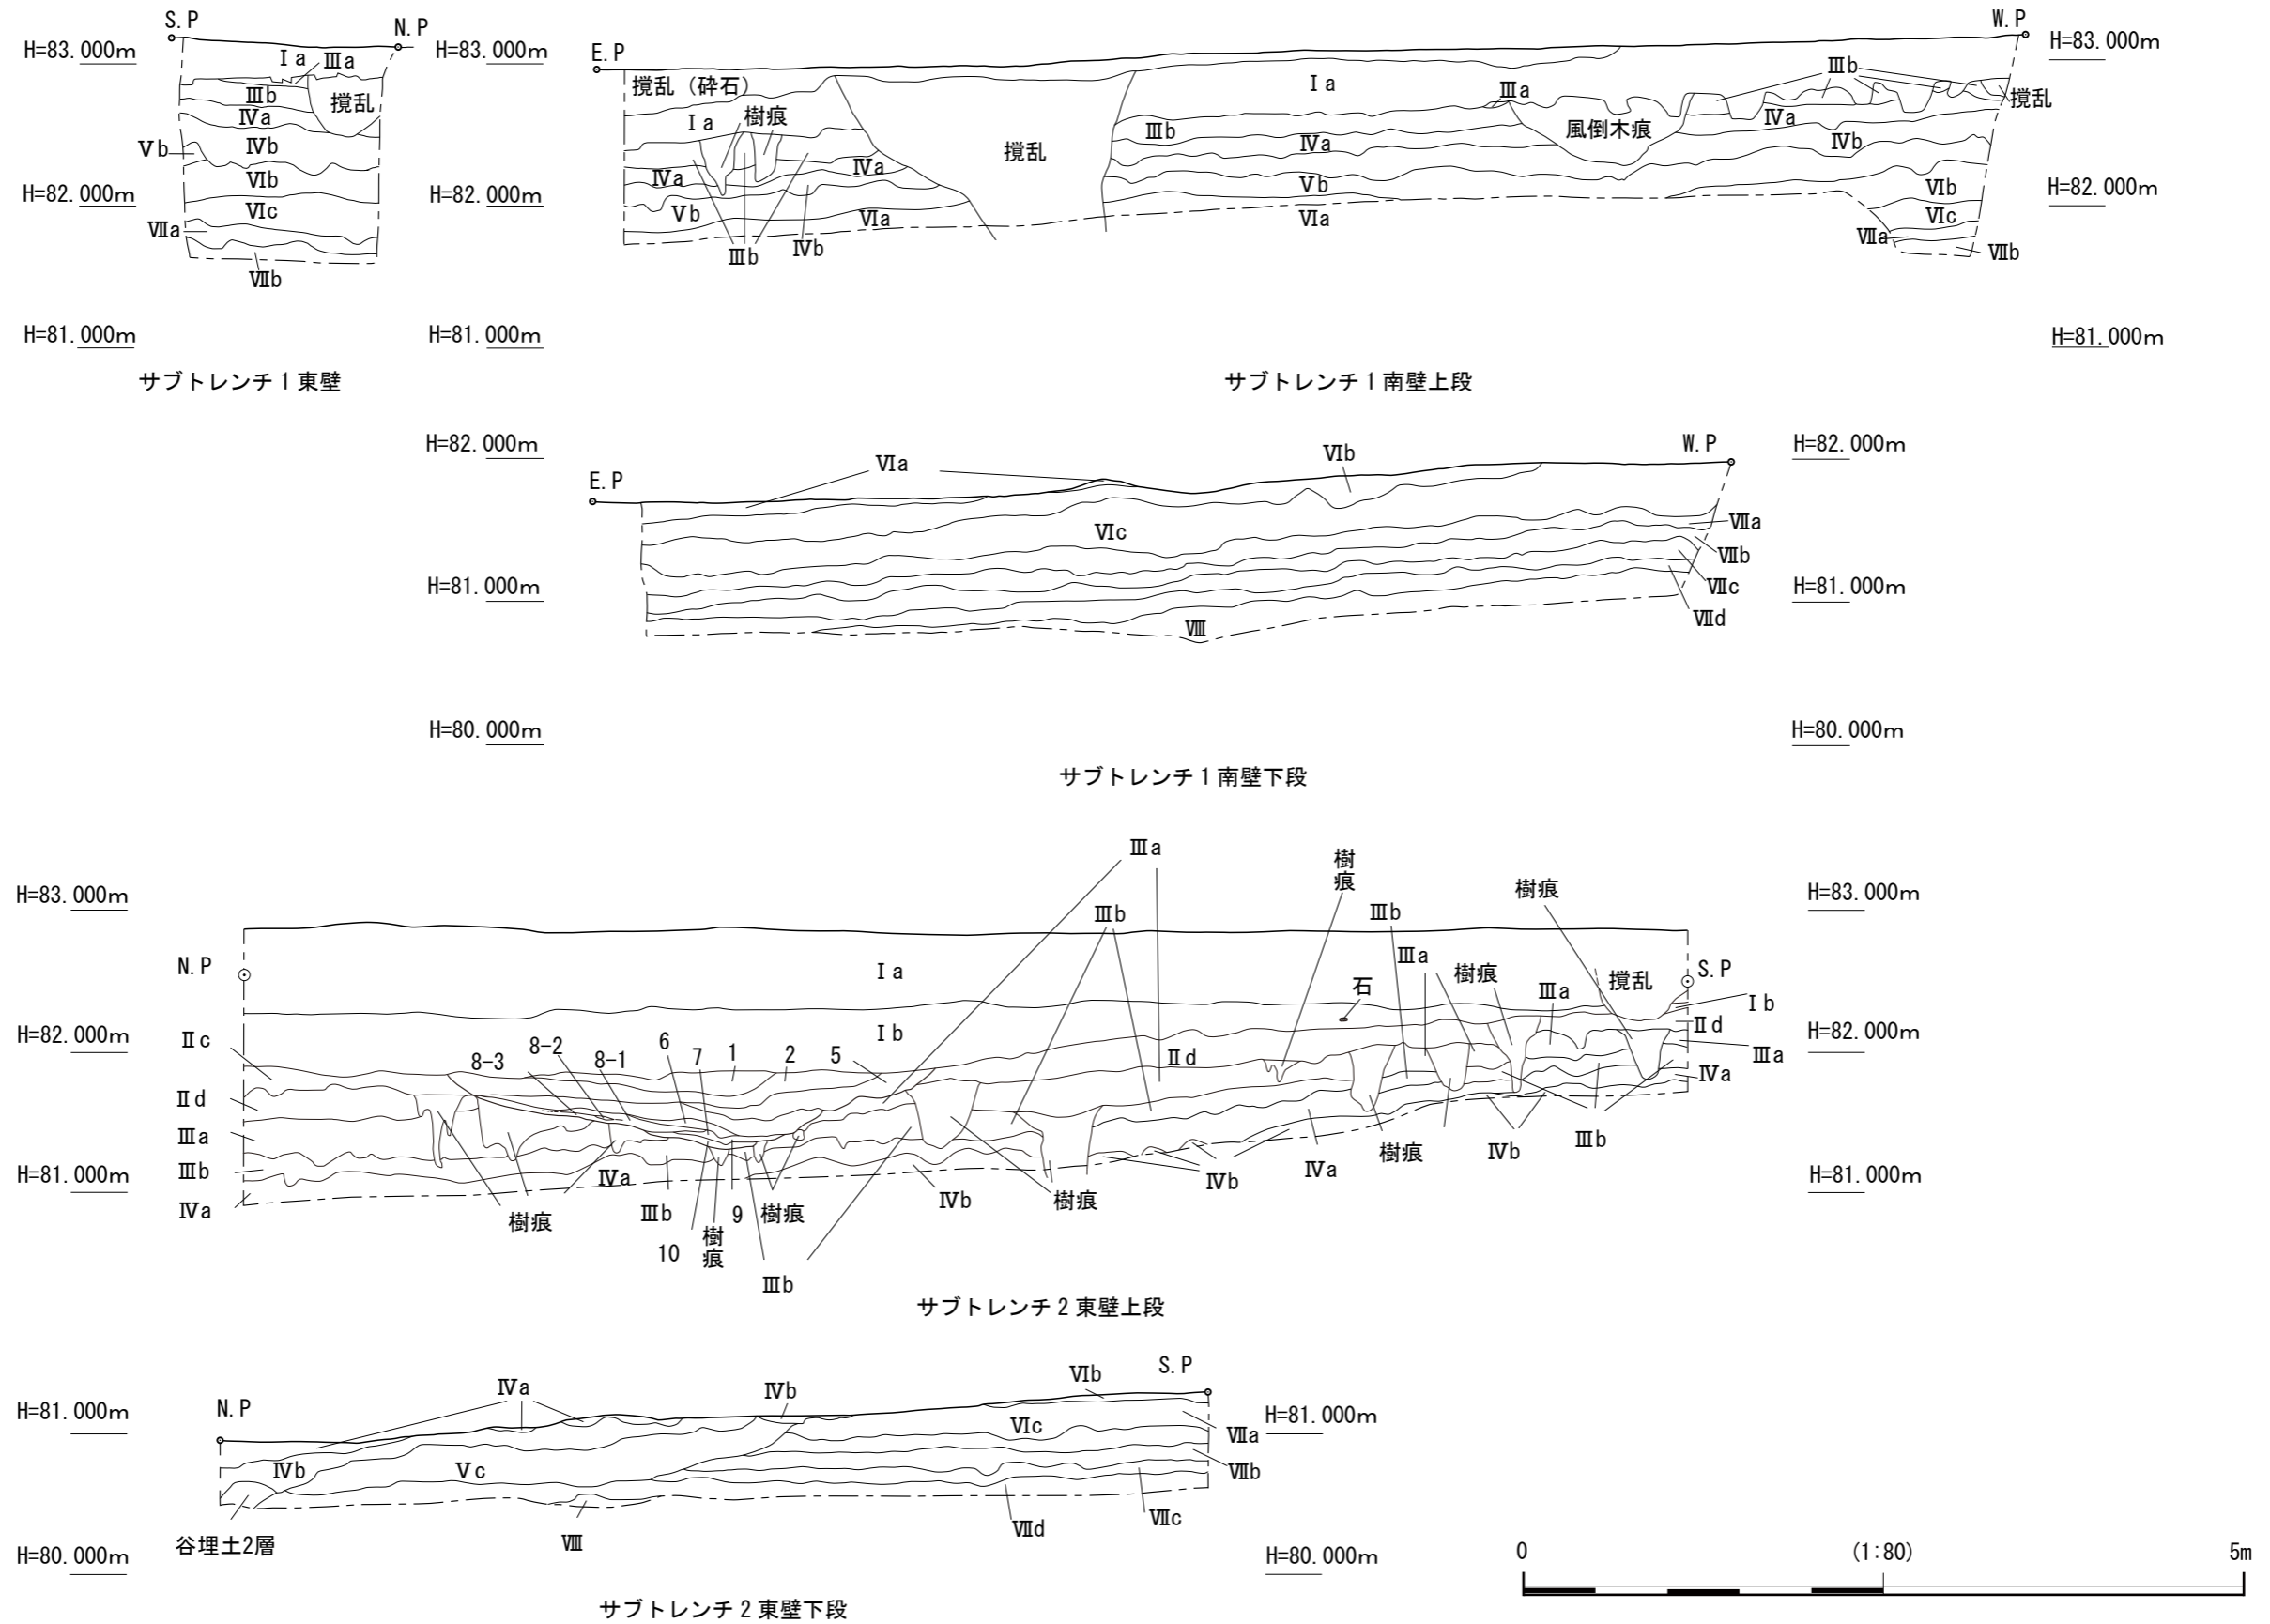 S.P
N.P
H=83.000m
Ⅰa
Ⅲa
Ⅲb
撹乱
Ⅳa
Ⅴb
Ⅳb
H=82.000m
Ⅵb
Ⅵc
Ⅶa
Ⅶb
H=81.000m
サブトレンチ1東壁
H=83.000m
E.P
W.P
H=83.000m
撹乱(砕石)
Ⅰa
Ⅲb
Ⅲa
撹乱
Ⅰa
樹痕
風倒木痕
Ⅳa
撹乱
Ⅲb
Ⅳa
Ⅳb
Ⅳa
Ⅳa
H=82.000m
Ⅴb
Ⅵb
H=82.000m
Ⅴb
Ⅵa
Ⅵa
Ⅵc
Ⅲb
Ⅳb
Ⅶa
Ⅶb
H=81.000m
H=81.000m
サブトレンチ1南壁上段
H=82.000m
Ⅵa
Ⅵb
W.P
H=82.000m
E.P
Ⅵc
Ⅶa
Ⅶb
H=81.000m
Ⅶc
H=81.000m
Ⅶd
Ⅷ
H=80.000m
H=80.000m
サブトレンチ1南壁下段
Ⅲa
樹痕
H=83.000m
樹痕
H=83.000m
Ⅲb
Ⅲb
Ⅲa
N.P
Ⅰa
樹痕
撹乱
S.P
石
Ⅲa
Ⅰb
H=82.000m
Ⅰb
Ⅱd
H=82.000m
Ⅱc
8-3
8-2
8-1
6
7
1
2
5
Ⅱd
Ⅲa
Ⅳa
Ⅱd
Ⅲa
樹痕
Ⅳb
Ⅲb
H=81.000m
Ⅲb
Ⅳa
Ⅳa
Ⅳb
H=81.000m
Ⅳa
樹痕
Ⅲb
9
樹痕
Ⅳb
樹痕
10
樹痕
Ⅲb
サブトレンチ2東壁上段
S.P
Ⅵb
Ⅳa
Ⅳb
H=81.000m
N.P
Ⅵc
H=81.000m
Ⅶa
Ⅳb
Ⅴc
Ⅶb
谷埋土2層
Ⅷ
Ⅶd
Ⅶc
H=80.000m
H=80.000m
サブトレンチ2東壁下段
0
(1:80)
5m